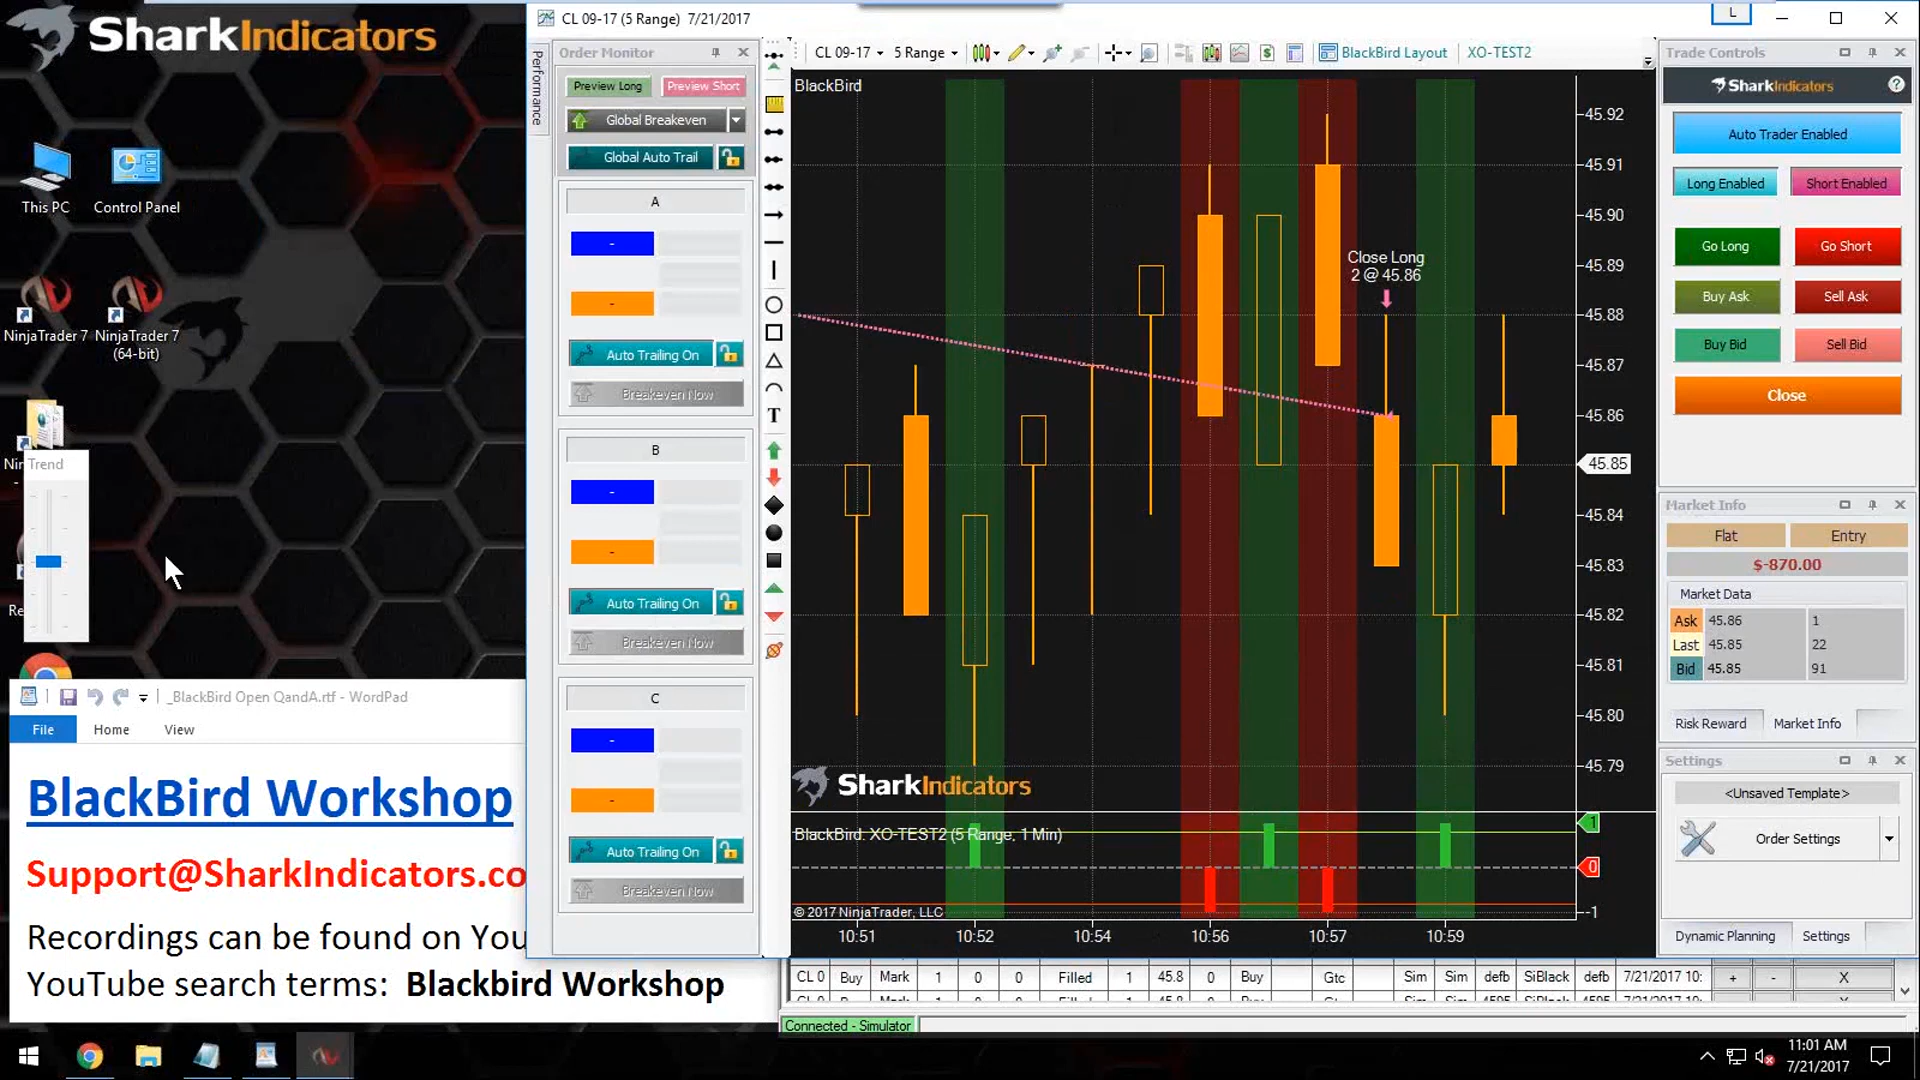 SharkIndicators
This PC
Control Panel
NinjaTrader 7
NinjaTrader 7
(64-bit)
Trend
_BlackBird Open QandA.rtf - WordPad
File
Home
View
BlackBird Workshop
Support@SharkIndicators.co
Recordings can be found on You
YouTube search terms: Blackbird Workshop
CL 09-17 (5 Range) 7/21/2017
L
Performance
Order Monitor
Preview Long
Preview Short
Global Breakeven
Global Auto Trail
A
-
-
Auto Trailing On
Breakeven Now
B
-
-
Auto Trailing On
Breakeven Now
C
-
-
Auto Trailing On
Breakeven Now
T
CL 09-17
5 Range
BlackBird Layout
XO-TEST2
BlackBird
Close Long
2 @ 45.86
45.92
45.91
45.90
45.89
45.88
45.87
45.86
45.85
45.84
45.83
45.82
45.81
45.80
45.79
SharkIndicators
BlackBird: XO-TEST2 (5 Range, 1 Min)
1
0
-1
© 2017 NinjaTrader, LLC
10:51
10:52
10:54
10:56
10:57
10:59
Trade Controls
SharkIndicators
Auto Trader Enabled
Long Enabled
Short Enabled
Go Long
Go Short
Buy Ask
Sell Ask
Buy Bid
Sell Bid
Close
Market Info
Flat
Entry
$-870.00
Market Data
Ask 45.86 1
Last 45.85 22
Bid 45.85 91
Risk Reward
Market Info
Settings
<Unsaved Template>
Order Settings
Dynamic Planning
Settings
CL 0 Buy Mark 1 0 0 Filled 1 45.8 0 Buy Gtc Sim Sim defb SiBlack defb 7/21/2017 10: + - X
Connected - Simulator
11:01 AM
7/21/2017